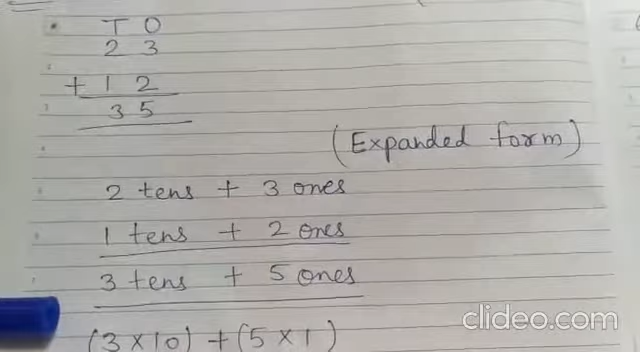 T O
2 3
+ 1 2
3 5
(Expanded form)
2 tens + 3 ones
1 tens + 2 ones
3 tens + 5 ones
(3 × 10) + (5 × 1)
clideo.com